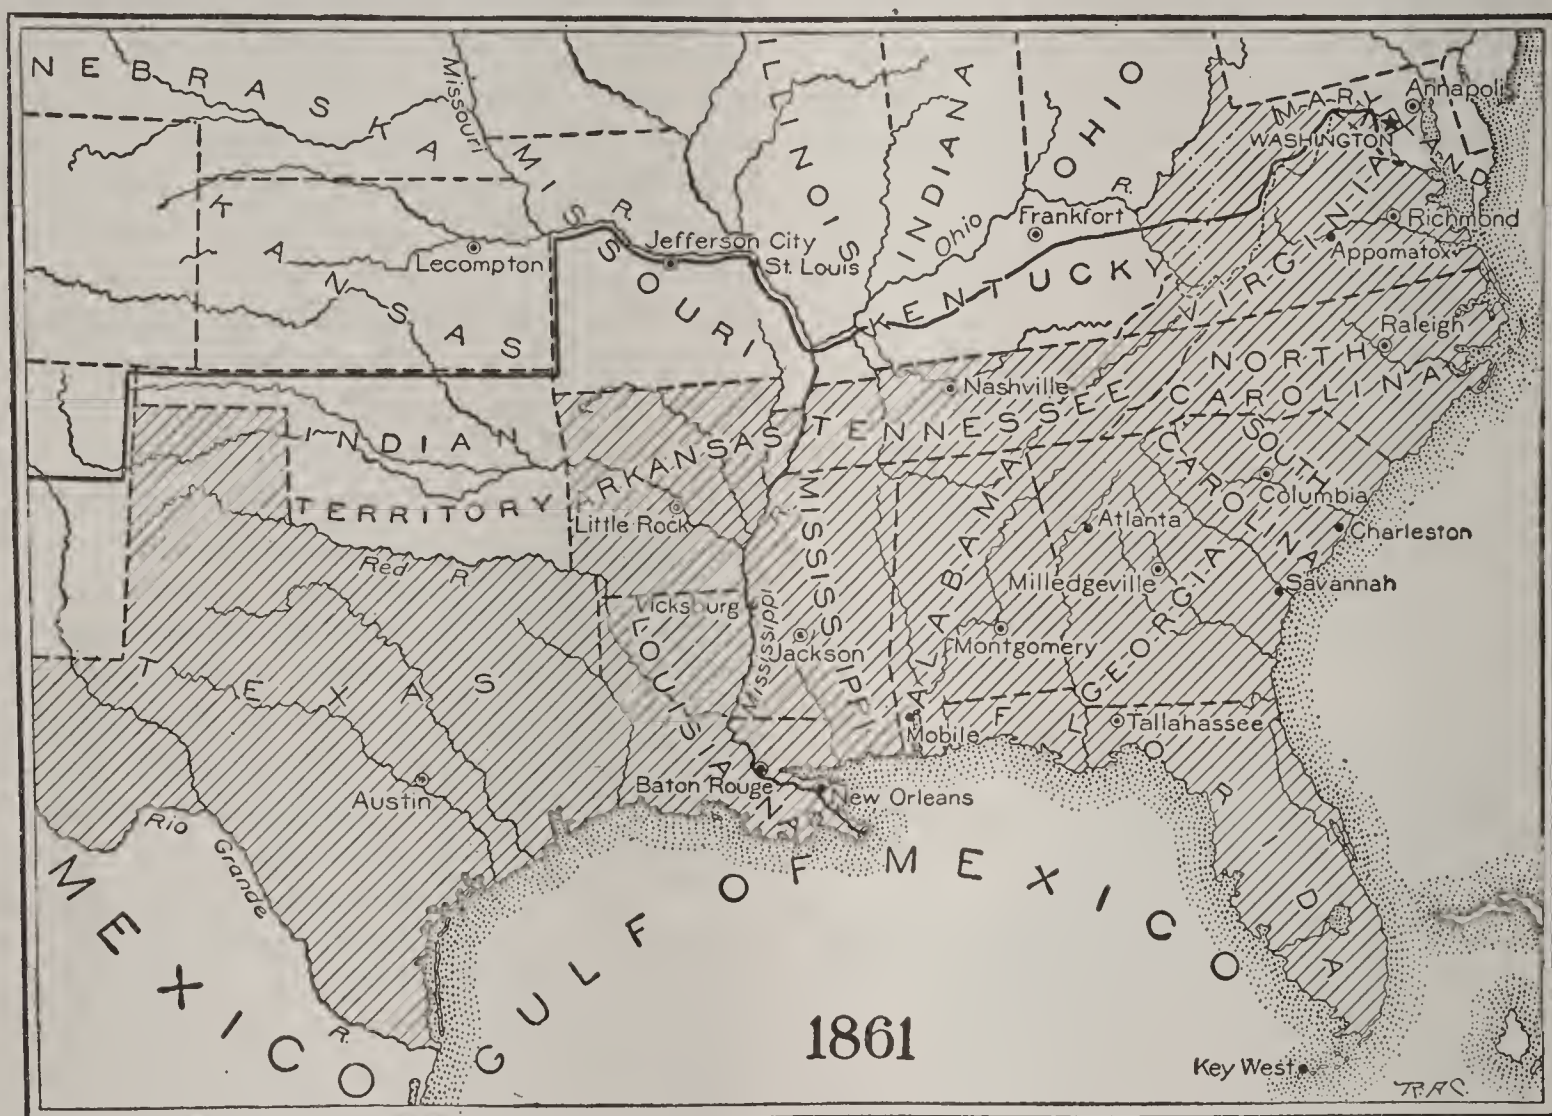 NEBRASKA
Missouri
ILLINOIS
INDIANA
OHIO
MARYLAND
Annapolis
WASHINGTON
KANSAS
Lecompton
MISSOURI
R.
Jefferson City
St. Louis
Ohio
R.
Frankfort
KENTUCKY
VIRGINIA
Richmond
Appomatox
INDIAN
TERRITORY
ARKANSAS
Little Rock
TENNESSEE
Nashville
NORTH
CAROLINA
Raleigh
SOUTH
CAROLINA
Columbia
Charleston
Red R.
TEXAS
Austin
LOUISIANA
Vicksburg
Mississippi
Baton Rouge
New Orleans
MISSISSIPPI
Jackson
ALABAMA
Montgomery
Mobile
GEORGIA
Atlanta
Milledgeville
Savannah
FLORIDA
Tallahassee
Key West
Rio
Grande
R.
MEXICO
GULF OF MEXICO
1861